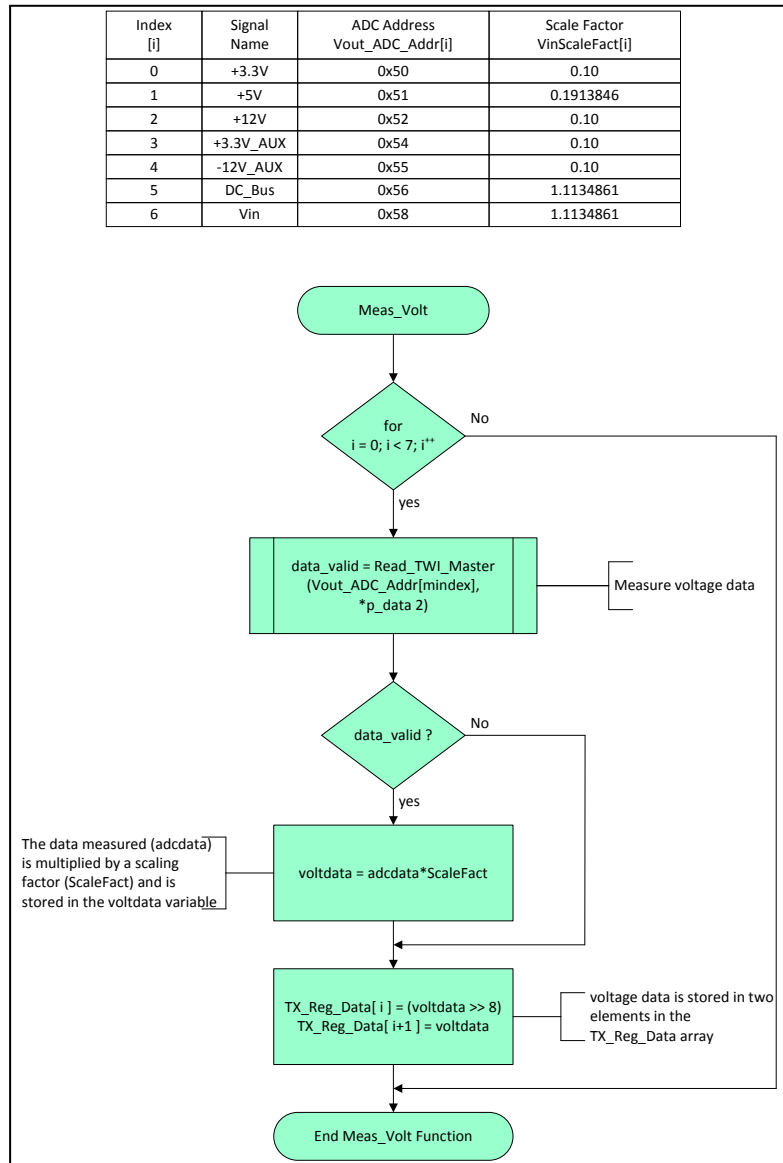 Index [i] Signal Name ADC Address Vout_ADC_Addr[i] Scale Factor VinScaleFact[i]
0 +3.3V 0x50 0.10
1 +5V 0x51 0.1913846
2 +12V 0x52 0.10
3 +3.3V_AUX 0x54 0.10
4 -12V_AUX 0x55 0.10
5 DC_Bus 0x56 1.1134861
6 Vin 0x58 1.1134861
Meas_Volt
for
i = 0; i < 7; i++
No
yes
data_valid = Read_TWI_Master
(Vout_ADC_Addr[mindex],
*p_data 2)
Measure voltage data
data_valid ?
No
yes
The data measured (adcdata)
is multiplied by a scaling
factor (ScaleFact) and is
stored in the voltdata variable
voltdata = adcdata*ScaleFact
TX_Reg_Data[ i ] = (voltdata >> 8)
TX_Reg_Data[ i+1 ] = voltdata
voltage data is stored in two
elements in the
TX_Reg_Data array
End Meas_Volt Function